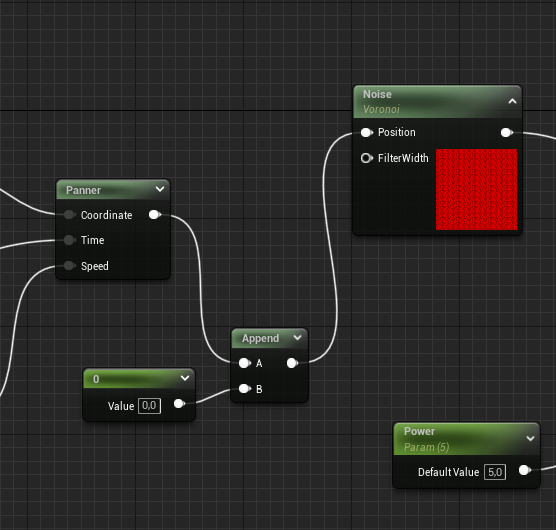 Noise
Voronoi
Position
FilterWidth
Panner
Coordinate
Time
Speed
Append
A
B
0
Value 0,0
Power
Param (5)
Default Value 5,0